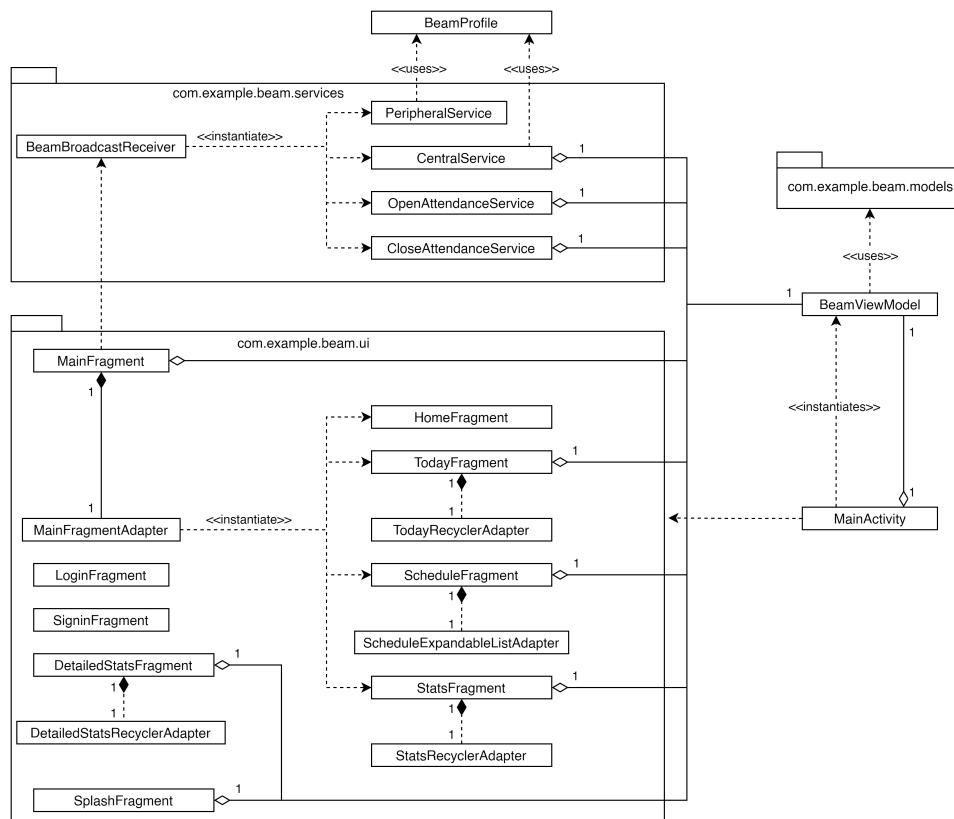 BeamProfile
<<uses>>
<<uses>>
com.example.beam.services
PeripheralService
BeamBroadcastReceiver
<<instantiate>>
CentralService
1
OpenAttendanceService
1
CloseAttendanceService
1
com.example.beam.models
<<uses>>
1
BeamViewModel
1
com.example.beam.ui
MainFragment
1
<<instantiates>>
HomeFragment
TodayFragment
1
1
1
1
1
MainFragmentAdapter
<<instantiate>>
TodayRecyclerAdapter
MainActivity
LoginFragment
ScheduleFragment
1
1
SigninFragment
1
ScheduleExpandableListAdapter
DetailedStatsFragment
1
StatsFragment
1
1
1
1
1
DetailedStatsRecyclerAdapter
StatsRecyclerAdapter
SplashFragment
1